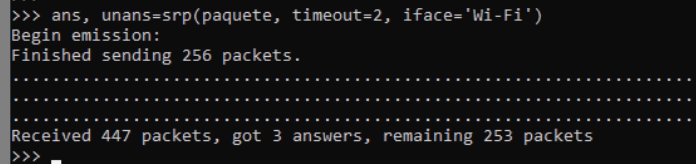 >>> ans, unans=srp(paquete, timeout=2, iface='Wi-Fi')
Begin emission:
Finished sending 256 packets.
....................................................................
....................................................................
....................................................................
Received 447 packets, got 3 answers, remaining 253 packets
>>>